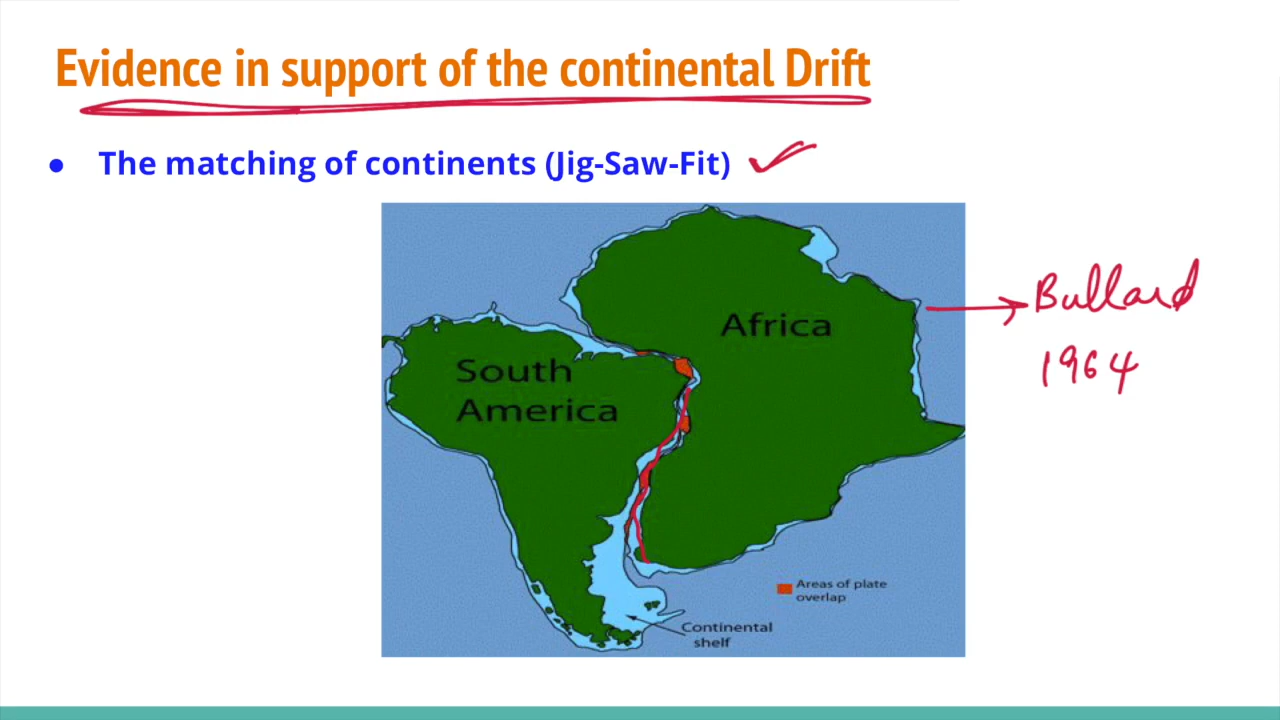 Evidence in support of the continental Drift
● The matching of continents (Jig-Saw-Fit)
Africa
South
America
Bullard
1964
Areas of plate
overlap
Continental
shelf